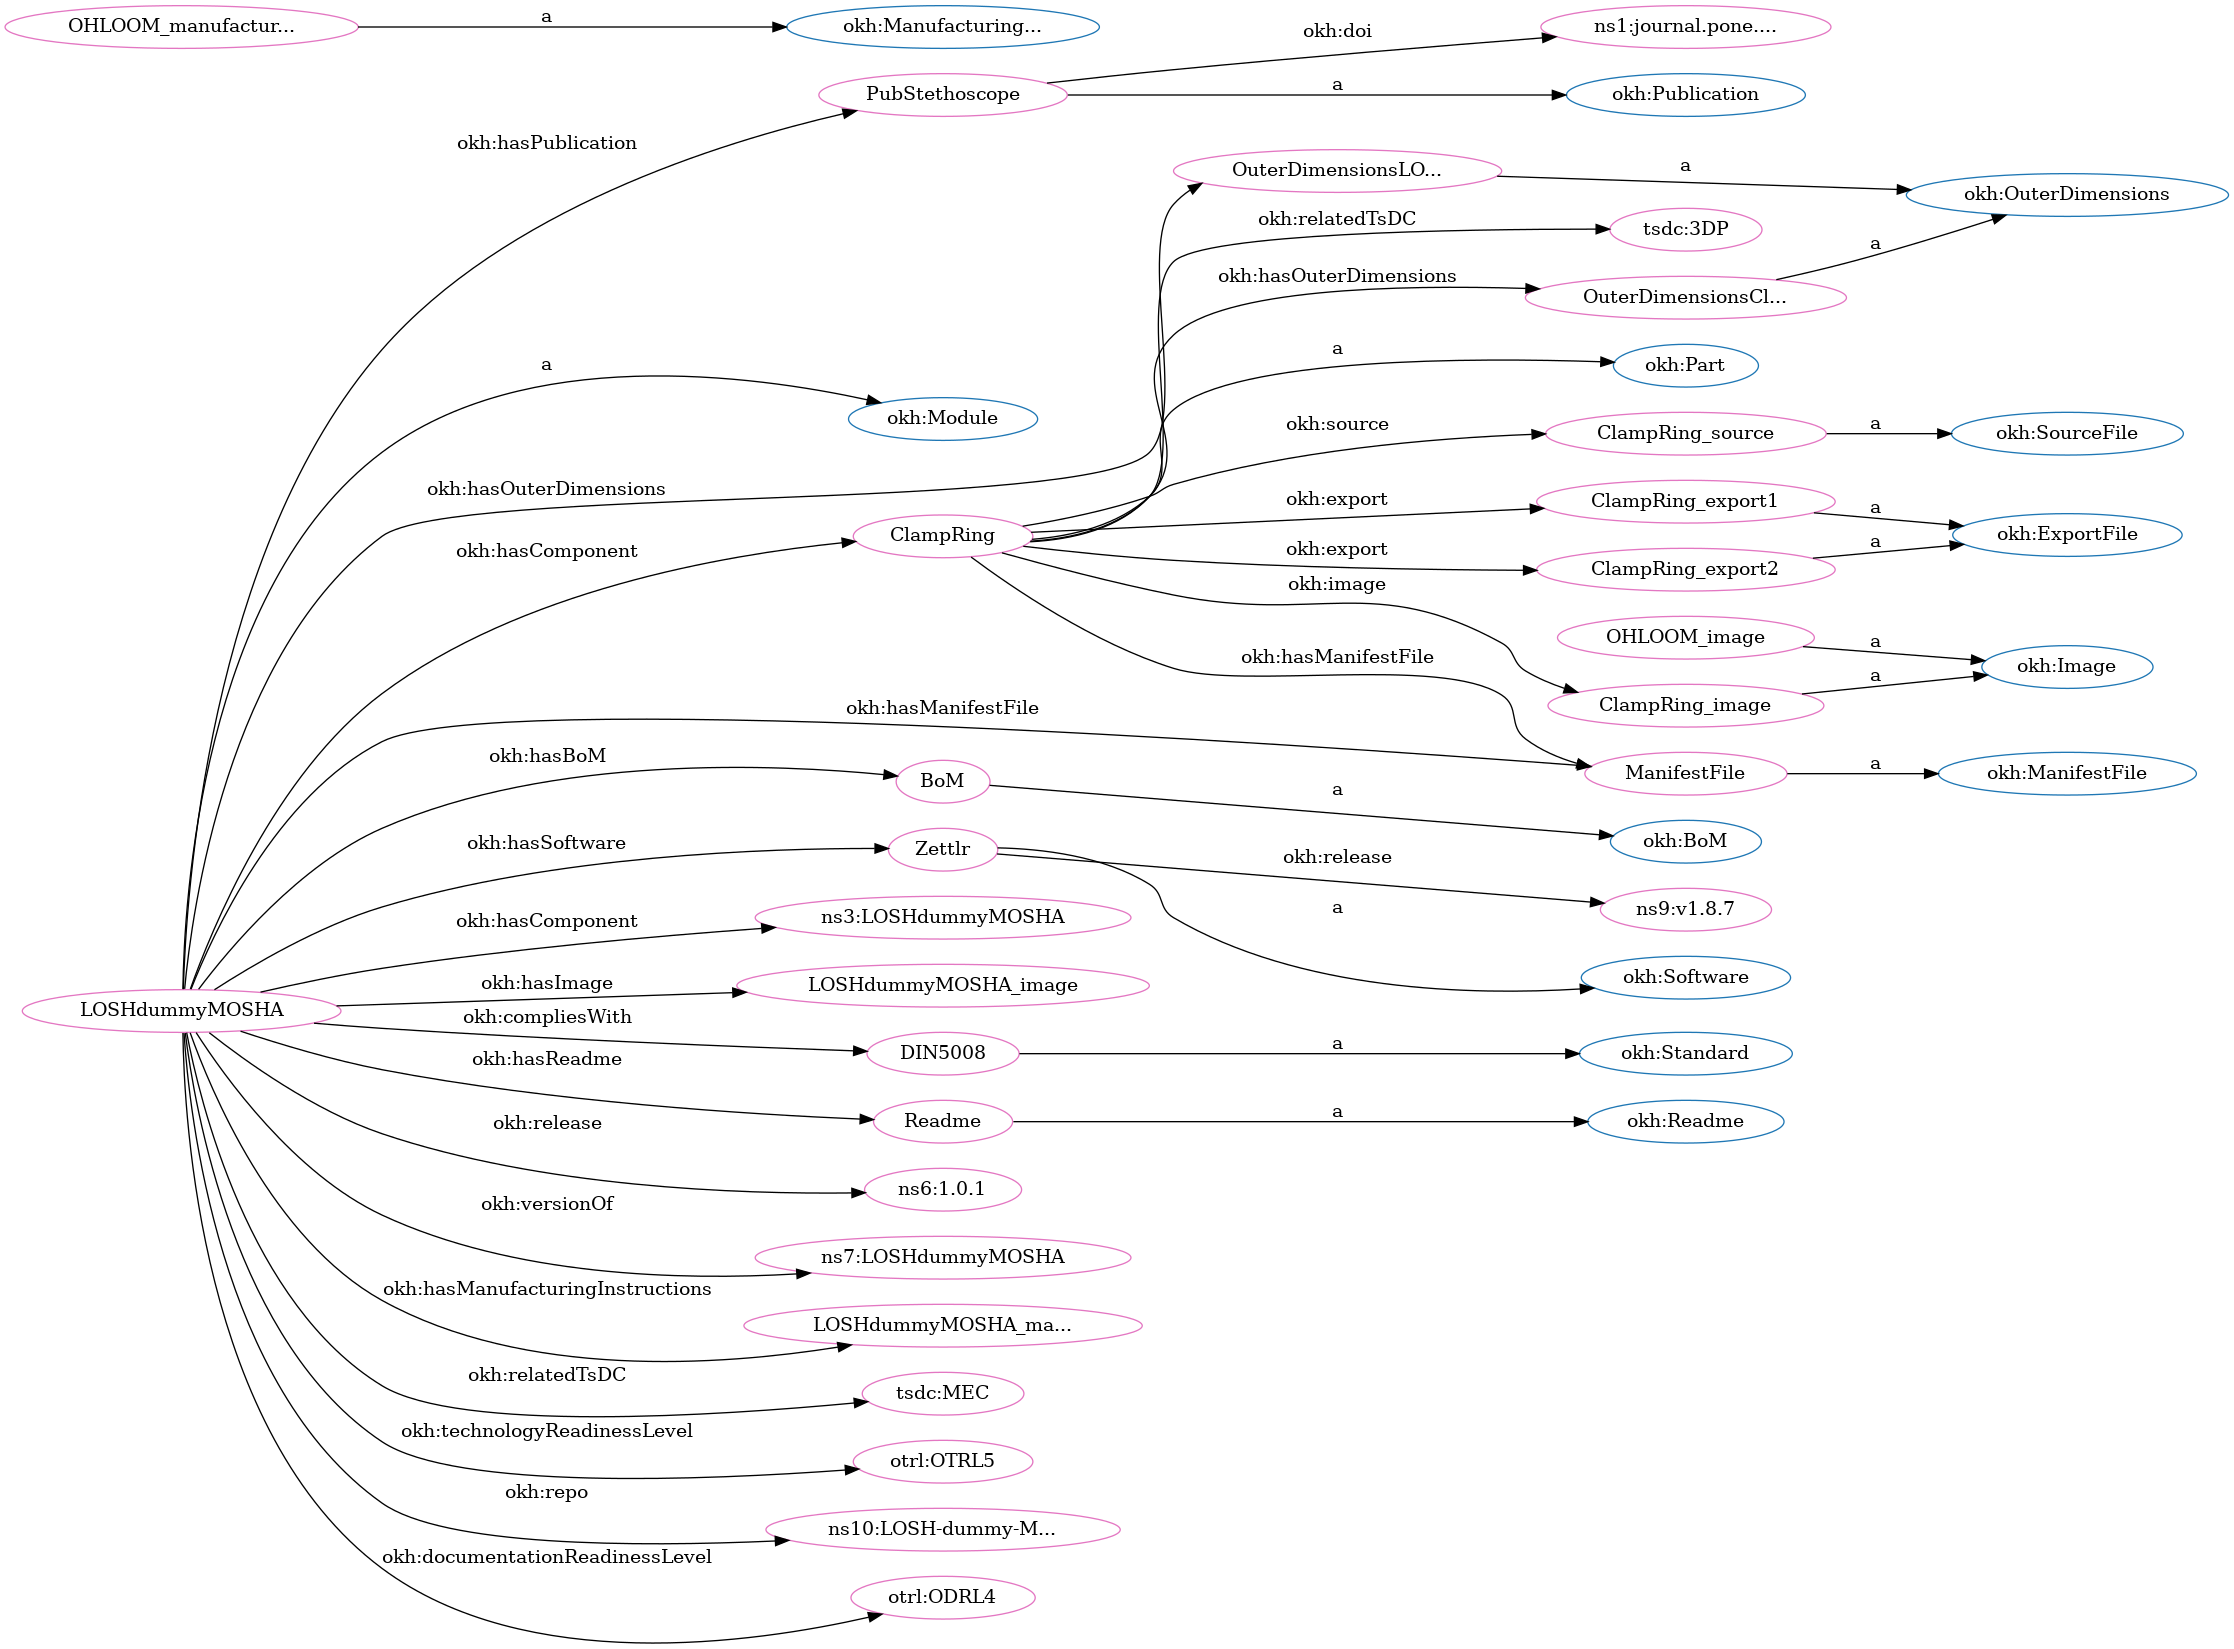 OHLOOM_manufactur...
a
okh:Manufacturing...
okh:doi
ns1:journal.pone....
PubStethoscope
a
okh:Publication
okh:hasPublication
OuterDimensionsLO...
a
okh:OuterDimensions
okh:relatedTsDC
tsdc:3DP
a
okh:hasOuterDimensions
OuterDimensionsCl...
a
okh:Part
a
okh:Module
okh:source
ClampRing_source
a
okh:SourceFile
okh:hasOuterDimensions
okh:export
ClampRing_export1
a
ClampRing
okh:ExportFile
okh:hasComponent
okh:export
a
ClampRing_export2
okh:image
OHLOOM_image
a
okh:hasManifestFile
okh:Image
a
ClampRing_image
okh:hasManifestFile
okh:hasBoM
BoM
ManifestFile
a
okh:ManifestFile
a
okh:hasSoftware
Zettlr
okh:BoM
okh:release
okh:hasComponent
ns3:LOSHdummyMOSHA
a
ns9:v1.8.7
okh:hasImage
LOSHdummyMOSHA_image
okh:Software
LOSHdummyMOSHA
okh:compliesWith
DIN5008
a
okh:Standard
okh:hasReadme
Readme
a
okh:Readme
okh:release
ns6:1.0.1
okh:versionOf
ns7:LOSHdummyMOSHA
okh:hasManufacturingInstructions
LOSHdummyMOSHA_ma...
okh:relatedTsDC
tsdc:MEC
okh:technologyReadinessLevel
otrl:OTRL5
okh:repo
ns10:LOSH-dummy-M...
okh:documentationReadinessLevel
otrl:ODRL4